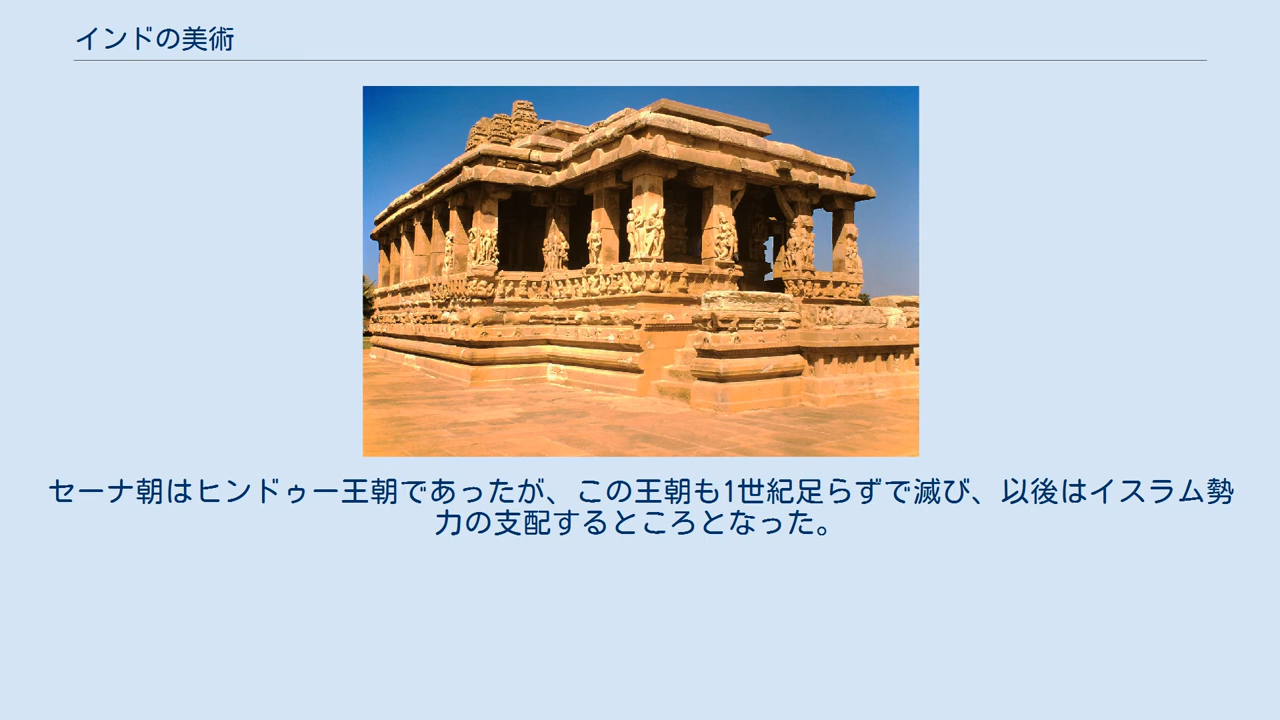 インドの美術
セーナ朝はヒンドゥー王朝であったが、この王朝も1世紀足らずで滅び、以後はイスラム勢
力の支配するところとなった。